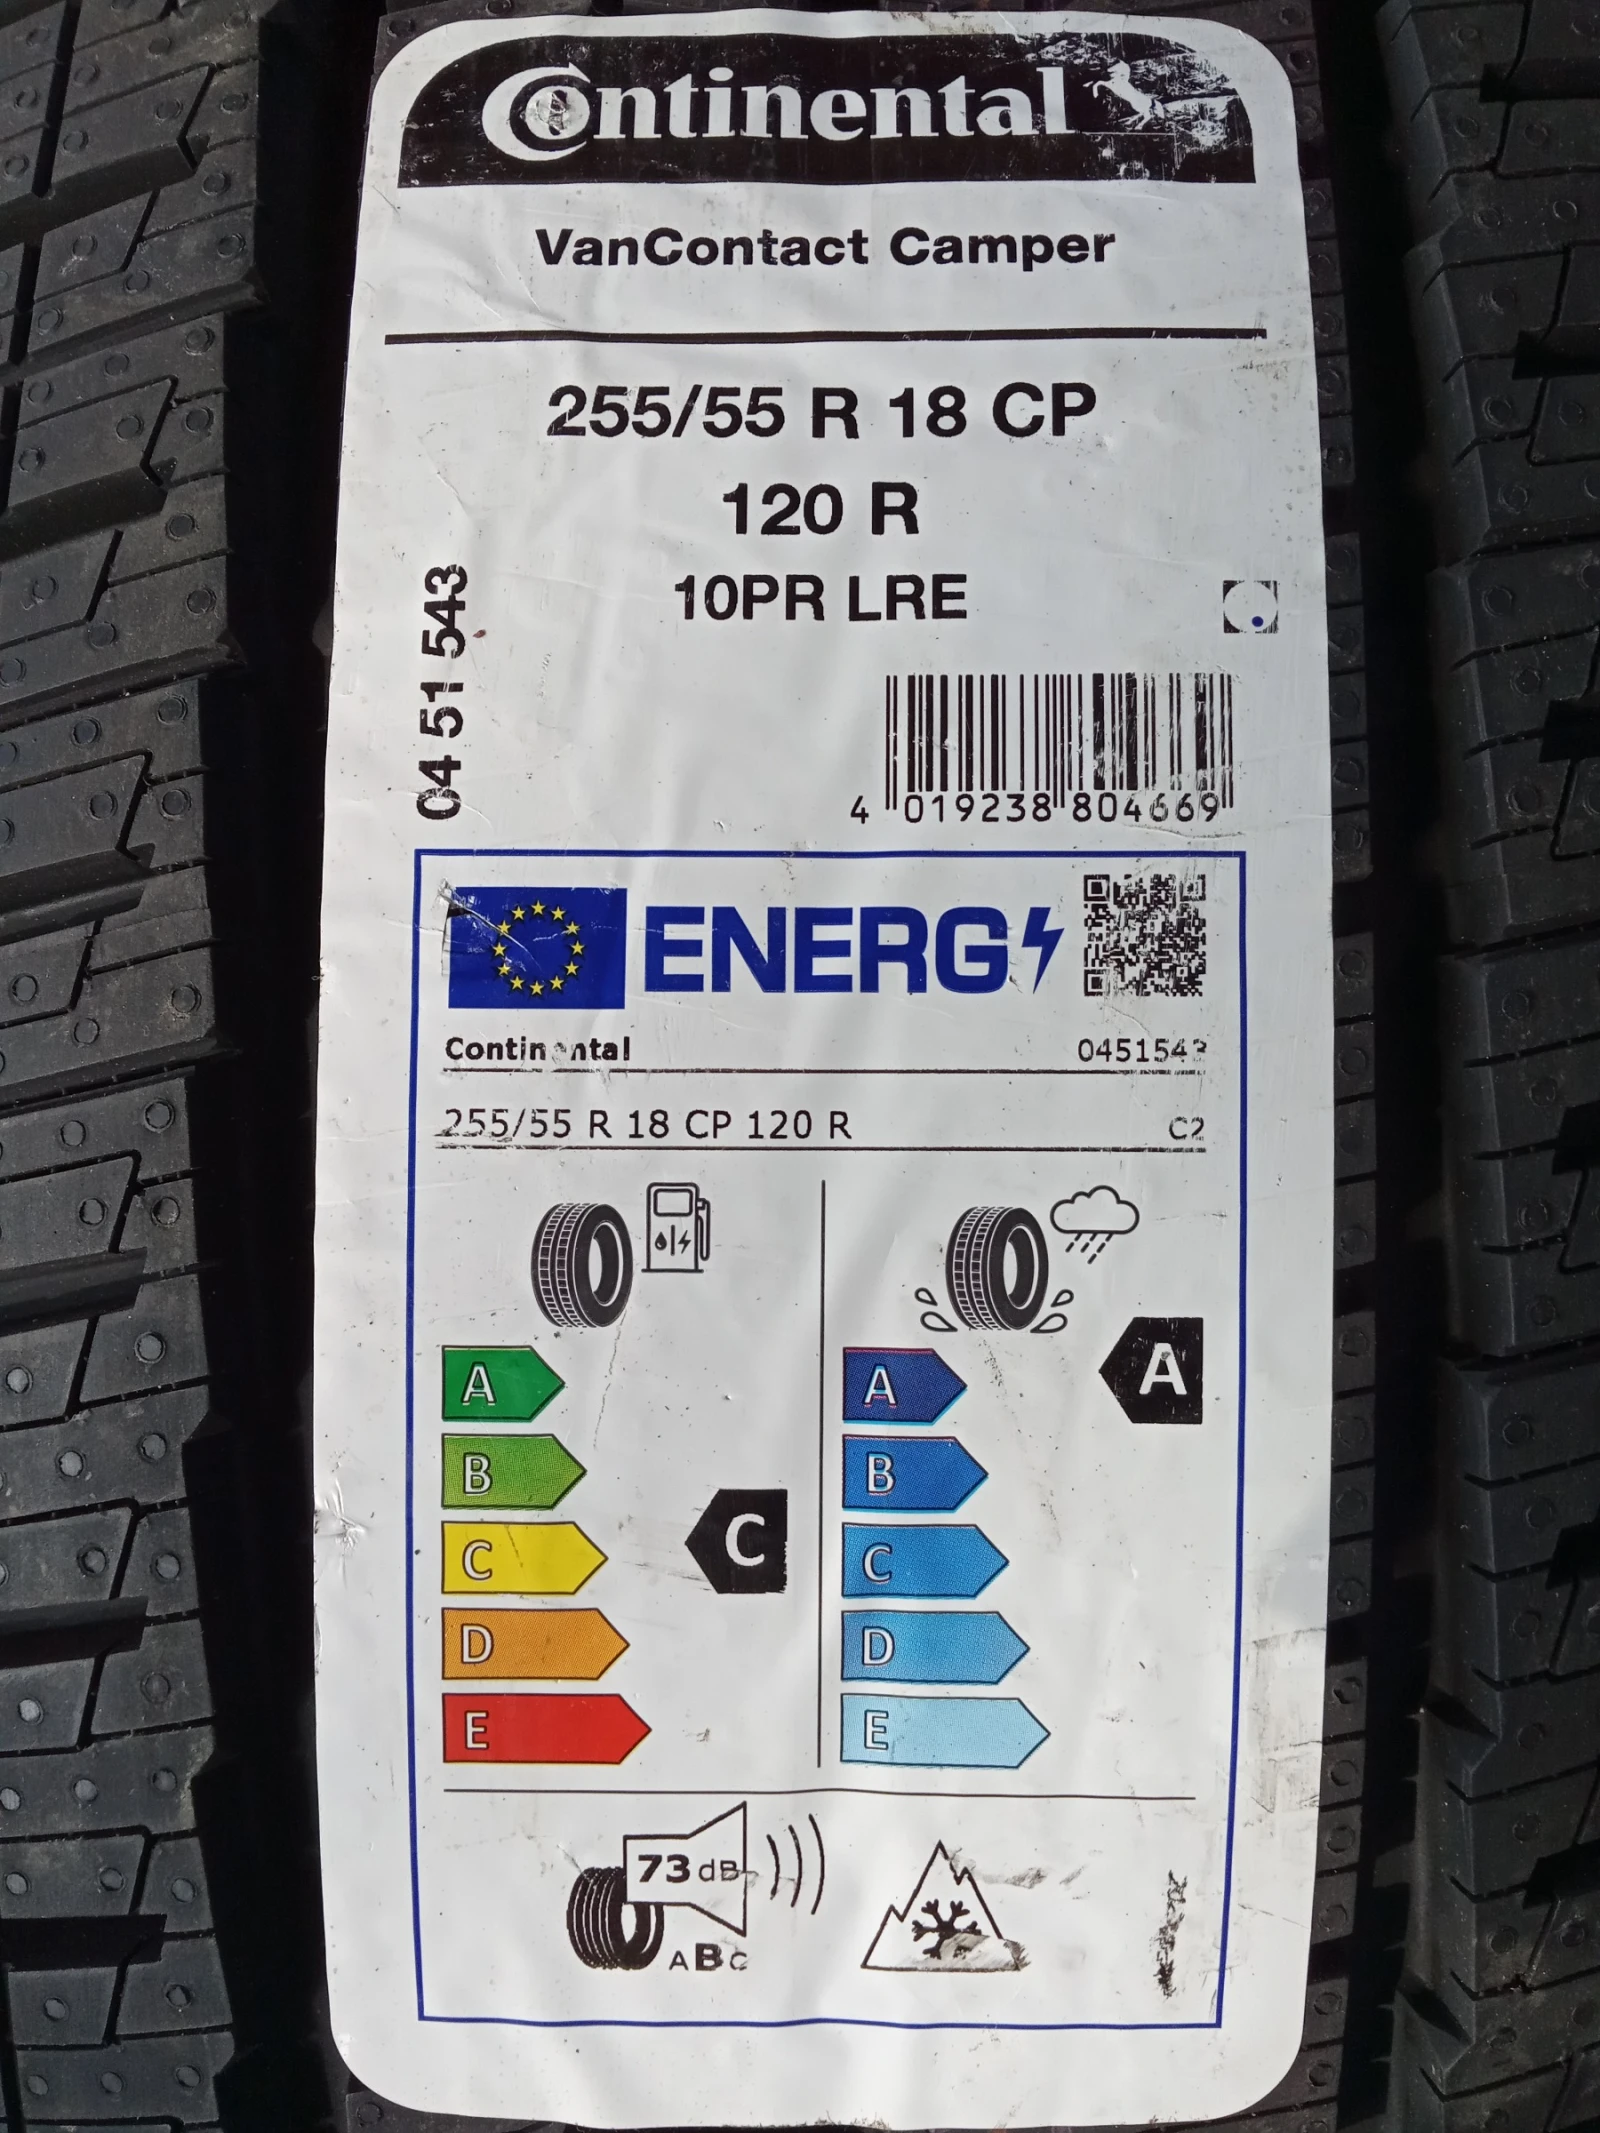 Continental
VanContact Camper
255/55 R 18 CP
120 R
10PR LRE
04 51 543
4 019238 804669
ENERG
Continental
0451543
255/55 R 18 CP 120 R
C2
A
B
C
D
E
C
A
B
C
D
E
A
73 dB
ABC